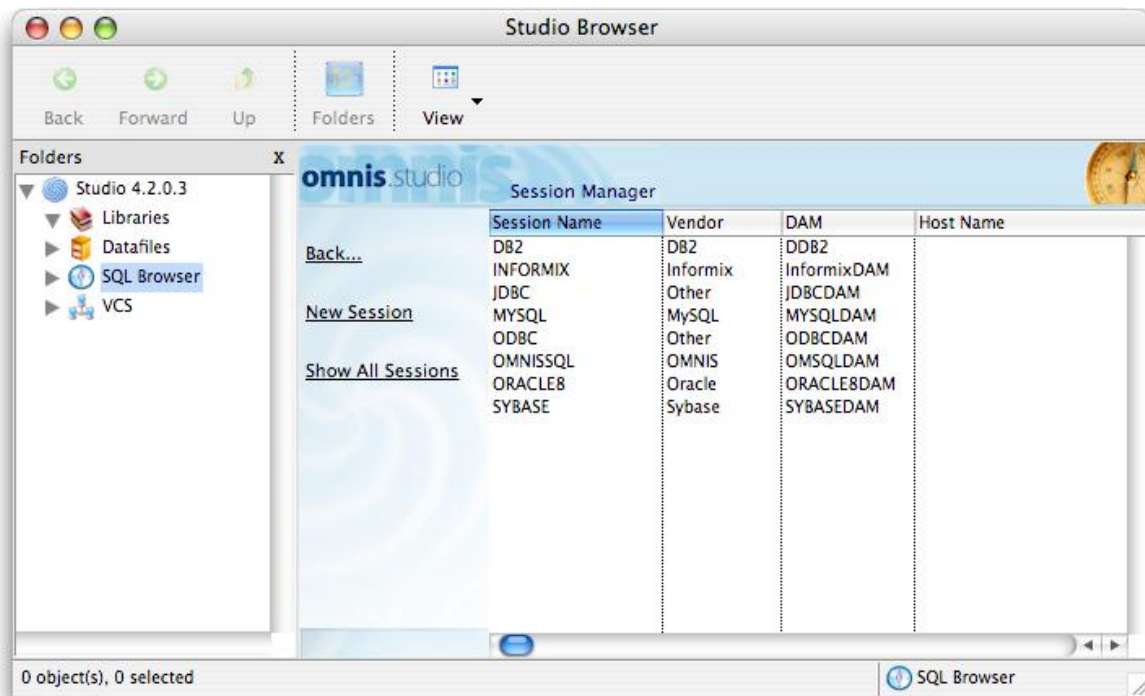 Studio Browser
Back Forward Up Folders View
Folders X
Studio 4.2.0.3
Libraries
Datafiles
SQL Browser
VCS
omnis.studio
Session Manager
Back...
New Session
Show All Sessions
Session Name Vendor DAM Host Name
DB2 DB2 DDB2
INFORMIX Informix InformixDAM
JDBC Other JDBCDAM
MYSQL MySQL MYSQLDAM
ODBC Other ODBCDAM
OMNISSQL OMNIS OMSQLDAM
ORACLE8 Oracle ORACLE8DAM
SYBASE Sybase SYBASEDAM
0 object(s), 0 selected
SQL Browser